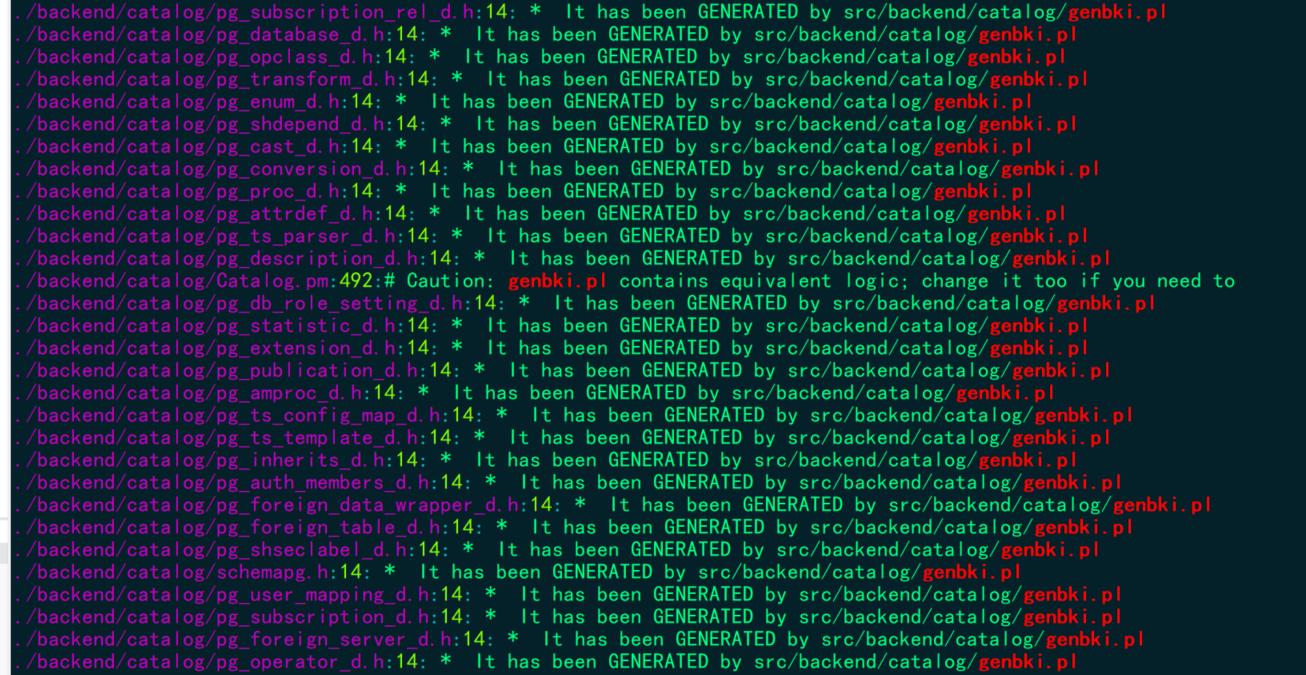 ./backend/catalog/pg_subscription_rel_d.h:14: *  It has been GENERATED by src/backend/catalog/genbki.pl
./backend/catalog/pg_database_d.h:14: *  It has been GENERATED by src/backend/catalog/genbki.pl
./backend/catalog/pg_opclass_d.h:14: *  It has been GENERATED by src/backend/catalog/genbki.pl
./backend/catalog/pg_transform_d.h:14: *  It has been GENERATED by src/backend/catalog/genbki.pl
./backend/catalog/pg_enum_d.h:14: *  It has been GENERATED by src/backend/catalog/genbki.pl
./backend/catalog/pg_shdepend_d.h:14: *  It has been GENERATED by src/backend/catalog/genbki.pl
./backend/catalog/pg_cast_d.h:14: *  It has been GENERATED by src/backend/catalog/genbki.pl
./backend/catalog/pg_conversion_d.h:14: *  It has been GENERATED by src/backend/catalog/genbki.pl
./backend/catalog/pg_proc_d.h:14: *  It has been GENERATED by src/backend/catalog/genbki.pl
./backend/catalog/pg_attrdef_d.h:14: *  It has been GENERATED by src/backend/catalog/genbki.pl
./backend/catalog/pg_ts_parser_d.h:14: *  It has been GENERATED by src/backend/catalog/genbki.pl
./backend/catalog/pg_description_d.h:14: *  It has been GENERATED by src/backend/catalog/genbki.pl
./backend/catalog/Catalog.pm:492:# Caution: genbki.pl contains equivalent logic; change it too if you need to
./backend/catalog/pg_db_role_setting_d.h:14: *  It has been GENERATED by src/backend/catalog/genbki.pl
./backend/catalog/pg_statistic_d.h:14: *  It has been GENERATED by src/backend/catalog/genbki.pl
./backend/catalog/pg_extension_d.h:14: *  It has been GENERATED by src/backend/catalog/genbki.pl
./backend/catalog/pg_publication_d.h:14: *  It has been GENERATED by src/backend/catalog/genbki.pl
./backend/catalog/pg_amproc_d.h:14: *  It has been GENERATED by src/backend/catalog/genbki.pl
./backend/catalog/pg_ts_config_map_d.h:14: *  It has been GENERATED by src/backend/catalog/genbki.pl
./backend/catalog/pg_ts_template_d.h:14: *  It has been GENERATED by src/backend/catalog/genbki.pl
./backend/catalog/pg_inherits_d.h:14: *  It has been GENERATED by src/backend/catalog/genbki.pl
./backend/catalog/pg_auth_members_d.h:14: *  It has been GENERATED by src/backend/catalog/genbki.pl
./backend/catalog/pg_foreign_data_wrapper_d.h:14: *  It has been GENERATED by src/backend/catalog/genbki.pl
./backend/catalog/pg_foreign_table_d.h:14: *  It has been GENERATED by src/backend/catalog/genbki.pl
./backend/catalog/pg_shseclabel_d.h:14: *  It has been GENERATED by src/backend/catalog/genbki.pl
./backend/catalog/schemapg.h:14: *  It has been GENERATED by src/backend/catalog/genbki.pl
./backend/catalog/pg_user_mapping_d.h:14: *  It has been GENERATED by src/backend/catalog/genbki.pl
./backend/catalog/pg_subscription_d.h:14: *  It has been GENERATED by src/backend/catalog/genbki.pl
./backend/catalog/pg_foreign_server_d.h:14: *  It has been GENERATED by src/backend/catalog/genbki.pl
./backend/catalog/pg_operator_d.h:14: *  It has been GENERATED by src/backend/catalog/genbki.pl